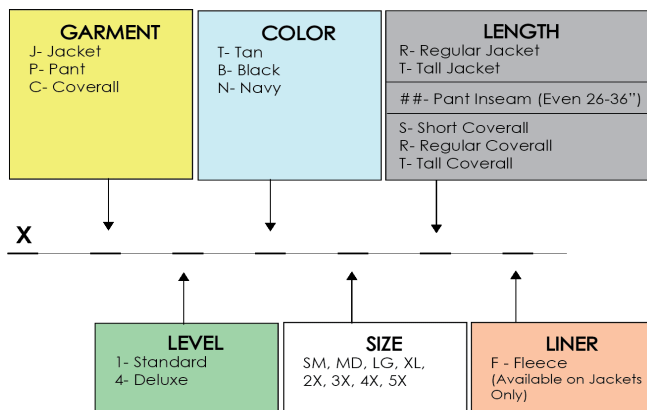 GARMENT
J- Jacket
P- Pant
C- Coverall
COLOR
T- Tan
B- Black
N- Navy
LENGTH
R- Regular Jacket
T- Tall Jacket
##- Pant Inseam (Even 26-36”)
S- Short Coverall
R- Regular Coverall
T- Tall Coverall
X
LEVEL
1- Standard
4- Deluxe
SIZE
SM, MD, LG, XL,
2X, 3X, 4X, 5X
LINER
F - Fleece
(Available on Jackets
Only)